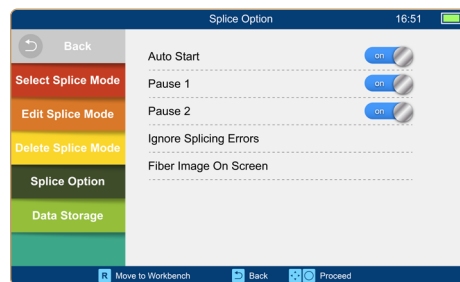 Splice Option 16:51
Back
Select Splice Mode
Edit Splice Mode
Delete Splice Mode
Splice Option
Data Storage
Auto Start on
Pause 1 on
Pause 2 on
Ignore Splicing Errors
Fiber Image On Screen
R Move to Workbench Back Proceed